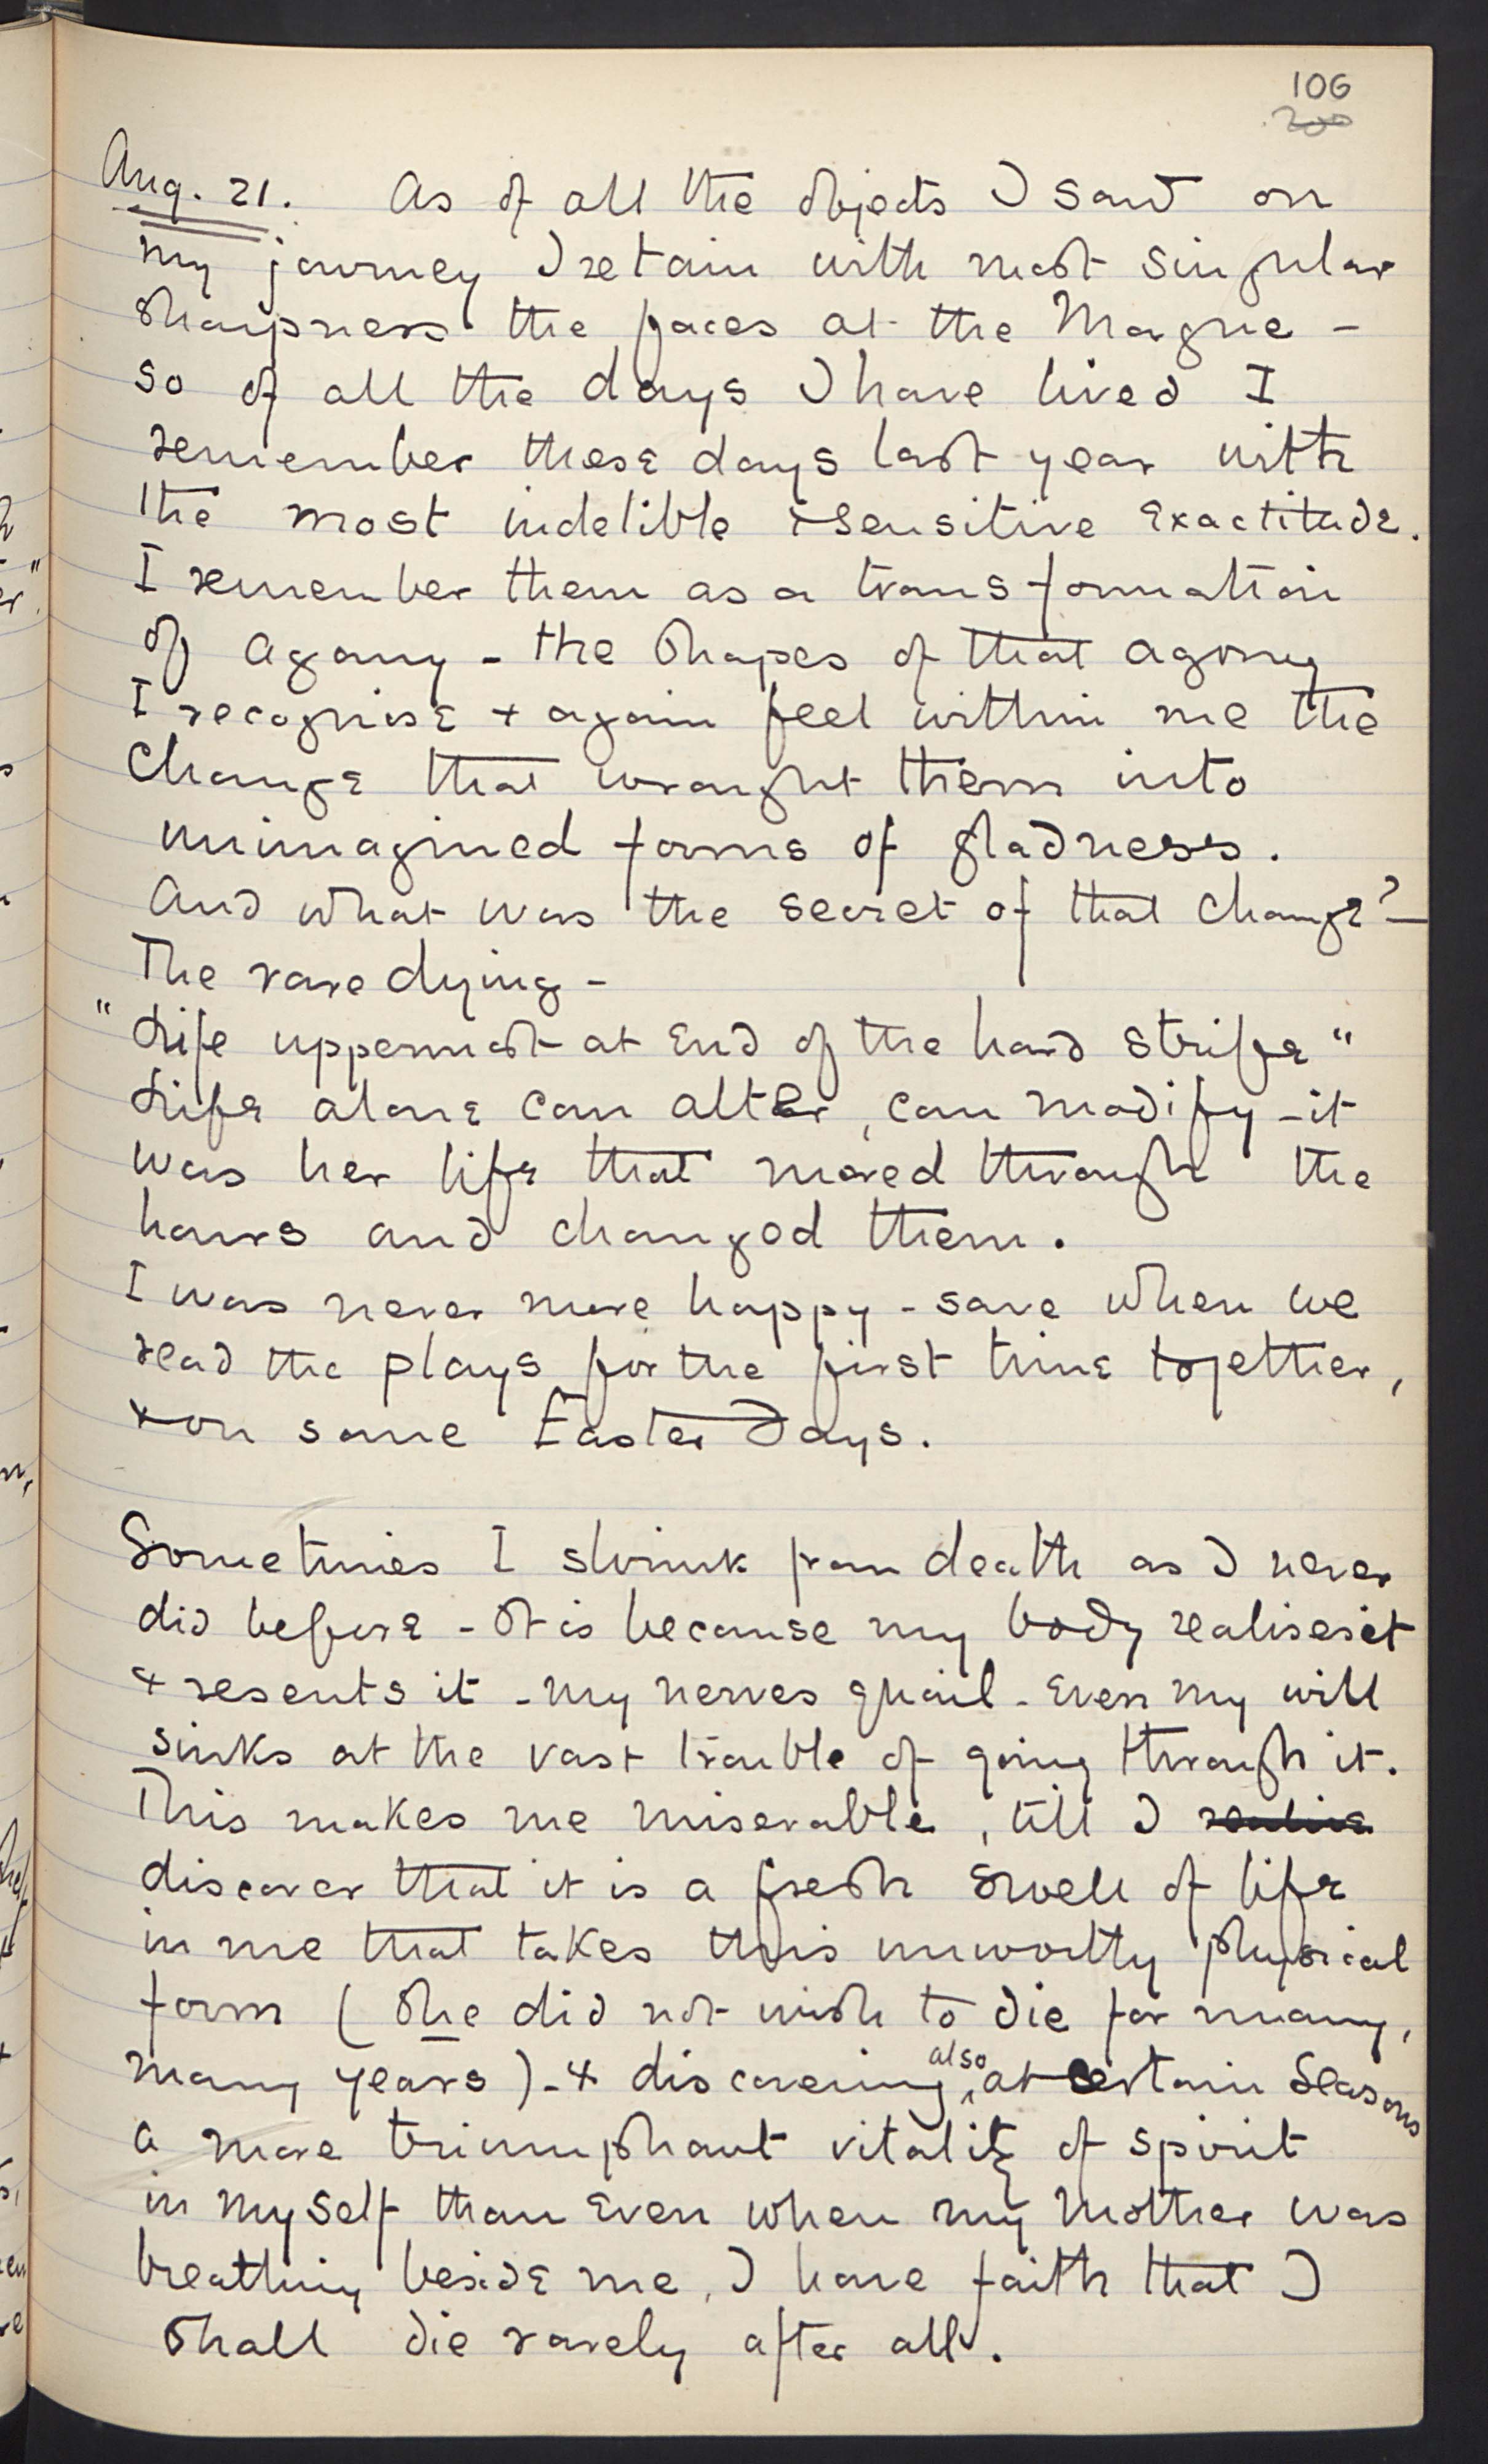 106
200
Aug. 21. As of all the objects I saw on
my journey I retain with most singular
sharpness the faces at the Morgue -
so of all the days I have lived I
remember these days last year with
the most indelible & sensitive exactitude.
I remember them as a transformation
of agony - the shapes of that agony
I recognise & again feel within me the
change that wrought them into
unimagined forms of gladness.
And what was the secret of that change? -
The rare dying -
"Life uppermost at end of the hard strife"
Life alone can alter, can modify - it
was her life that moved through the
hours and changed them.
I was never more happy - save when we
read the plays for the first time together,
& on some Easter Days.
Sometimes I shrink from death as I never
did before - It is because my body realises it
& resents it - my nerves quail - even my will
sinks at the vast trouble of going through it.
This makes me miserable, till I realise
discover that it is a fresh swell of life
in me that takes this unworthy physical
form (She did not wish to die for many,
many years) - & discovering also at certain seasons
a more triumphant vitality of spirit
in myself than even when my Mother was
breathing beside me, I have faith that I
shall die rarely after all.